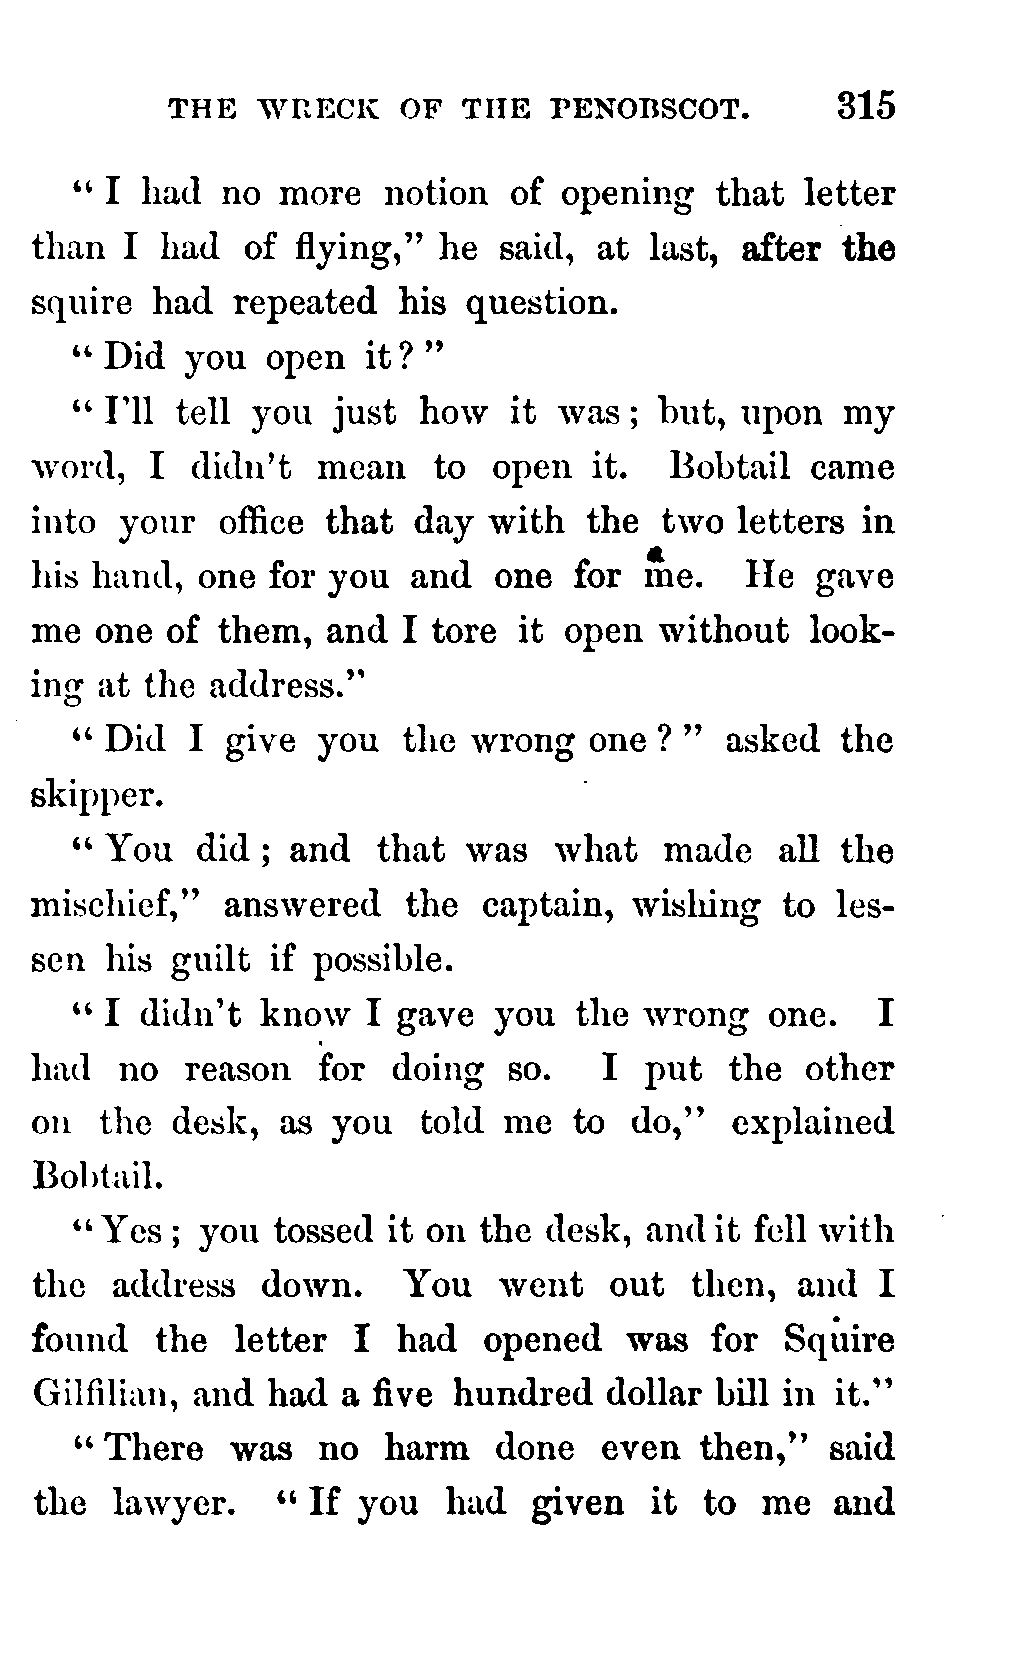 THE WRECK OF THE PENOBSCOT. 315
“ I had no more notion of opening that letter
than I had of flying,” he said, at last, after the
squire had repeated his question.
“ Did you open it? ”
“ I’ll tell you just how it was ; but, upon my
word, I didn’t mean to open it. Bobtail came
into your office that day with the two letters in
his hand, one for you and one for me. He gave
me one of them, and I tore it open without look-
ing at the address.”
“ Did I give you the wrong one ? ” asked the
skipper.
“ You did ; and that was what made all the
mischief,” answered the captain, wishing to les-
sen his guilt if possible.
“ I didn’t know I gave you the wrong one. I
had no reason for doing so. I put the other
on the desk, as you told me to do,” explained
Bobtail.
“ Yes ; you tossed it on the desk, and it fell with
the address down. You went out then, and I
found the letter I had opened was for Squire
Gilfilian, and had a five hundred dollar bill in it.”
“ There was no harm done even then,” said
the lawyer. “ If you had given it to me and